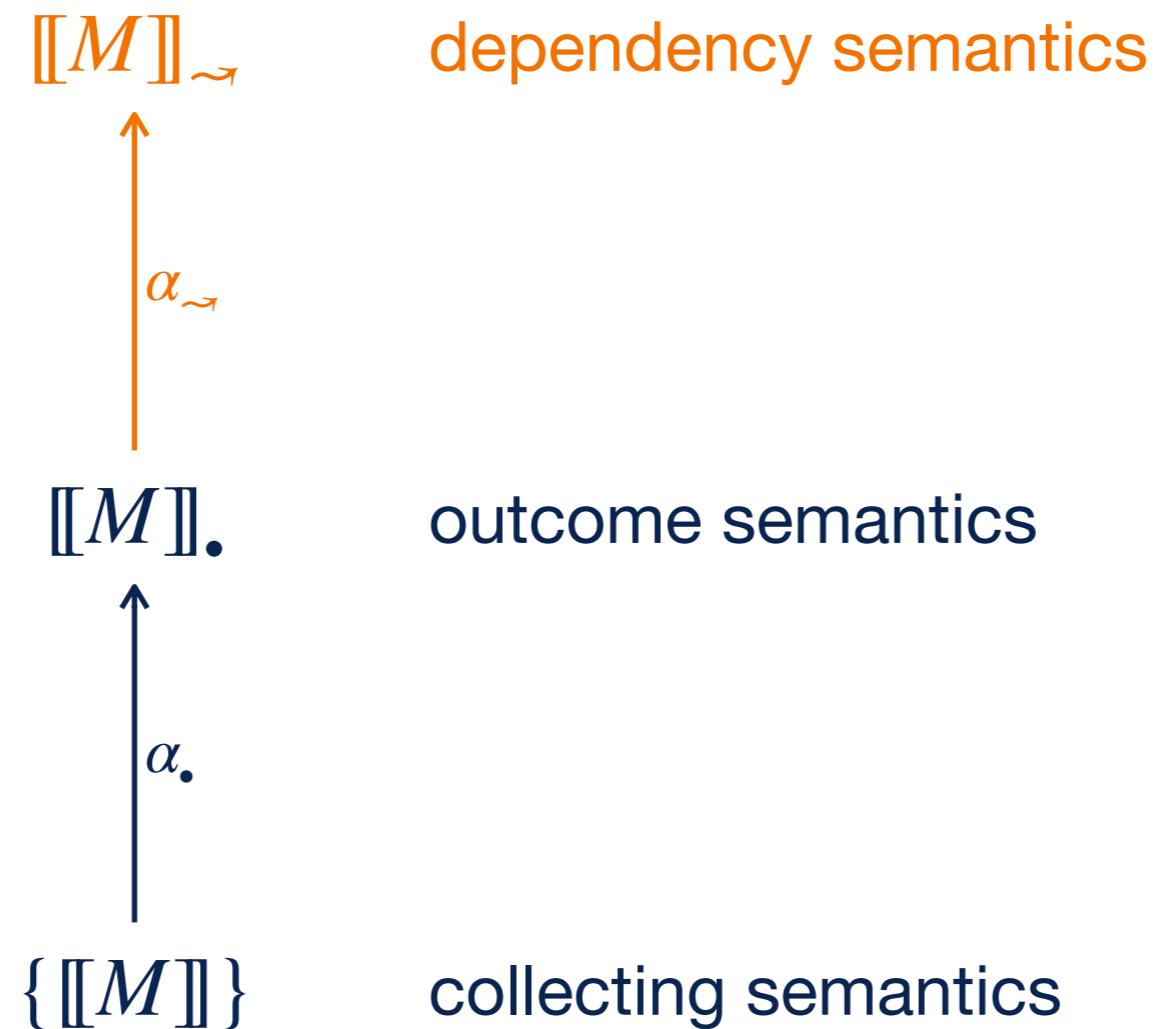 ⟦M⟧⤳ dependency semantics
α⤳
⟦M⟧• outcome semantics
α•
{⟦M⟧} collecting semantics